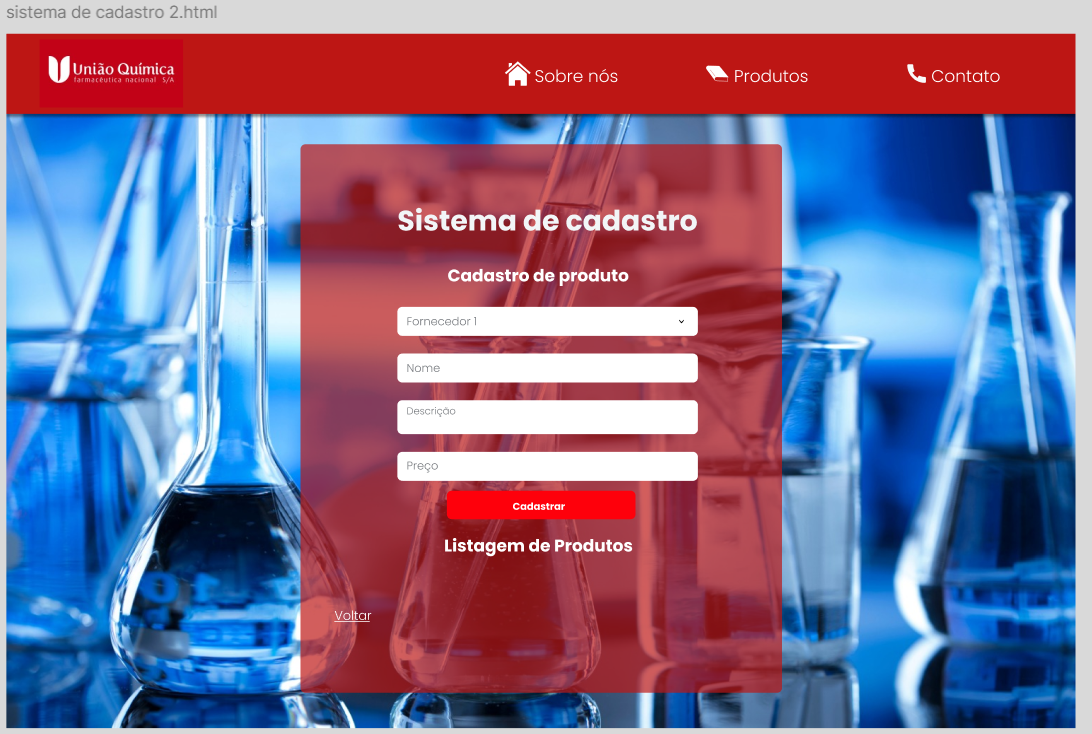 sistema de cadastro 2.html
União Química
farmacêutica nacional S/A
Sobre nós
Produtos
Contato
Sistema de cadastro
Cadastro de produto
Fornecedor 1
Nome
Descrição
Preço
Cadastrar
Listagem de Produtos
Voltar